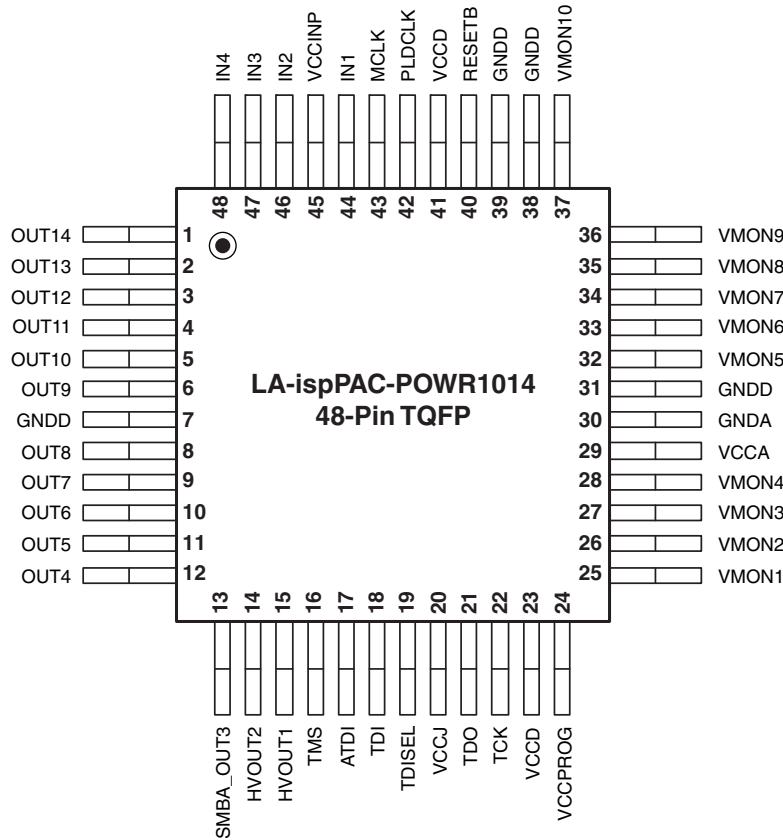 IN4
IN3
IN2
VCCINP
IN1
MCLK
PLDCLK
VCCD
RESETB
GNDD
GNDD
VMON10
48
47
46
45
44
43
42
41
40
39
38
37
OUT14 1
OUT13 2
OUT12 3
OUT11 4
OUT10 5
OUT9 6
GNDD 7
OUT8 8
OUT7 9
OUT6 10
OUT5 11
OUT4 12
LA-ispPAC-POWR1014
48-Pin TQFP
36 VMON9
35 VMON8
34 VMON7
33 VMON6
32 VMON5
31 GNDD
30 GNDA
29 VCCA
28 VMON4
27 VMON3
26 VMON2
25 VMON1
13
14
15
16
17
18
19
20
21
22
23
24
SMBA_OUT3
HVOUT2
HVOUT1
TMS
ATDI
TDI
TDISEL
VCCJ
TDO
TCK
VCCD
VCCPROG